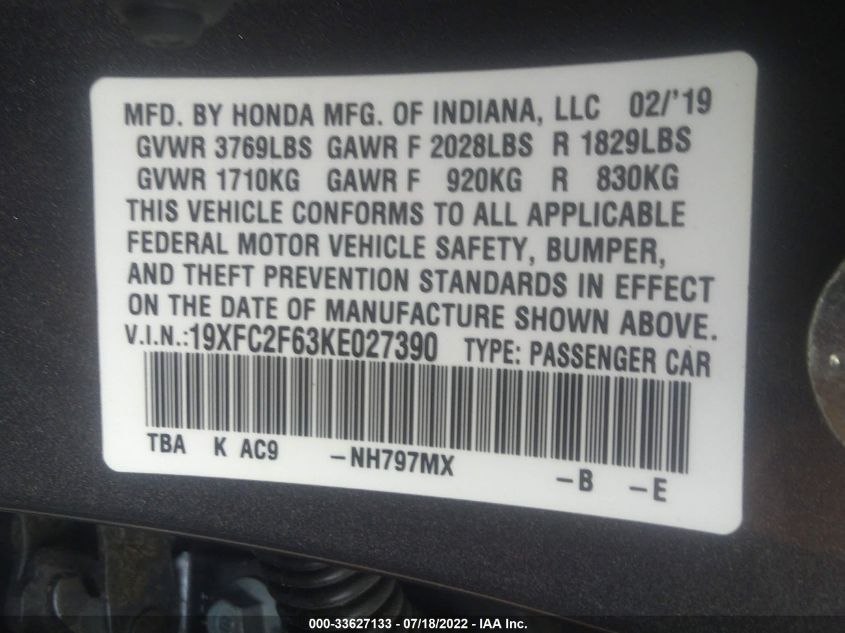 MFD. BY HONDA MFG. OF INDIANA, LLC 02/'19
GVWR 3769LBS GAWR F 2028LBS R 1829LBS
GVWR 1710KG GAWR F 920KG R 830KG
THIS VEHICLE CONFORMS TO ALL APPLICABLE
FEDERAL MOTOR VEHICLE SAFETY, BUMPER,
AND THEFT PREVENTION STANDARDS IN EFFECT
ON THE DATE OF MANUFACTURE SHOWN ABOVE.
V.I.N.:19XFC2F63KE027390 TYPE: PASSENGER CAR
TBA K AC9 -NH797MX -B -E
000-33627133 - 07/18/2022 - IAA Inc.